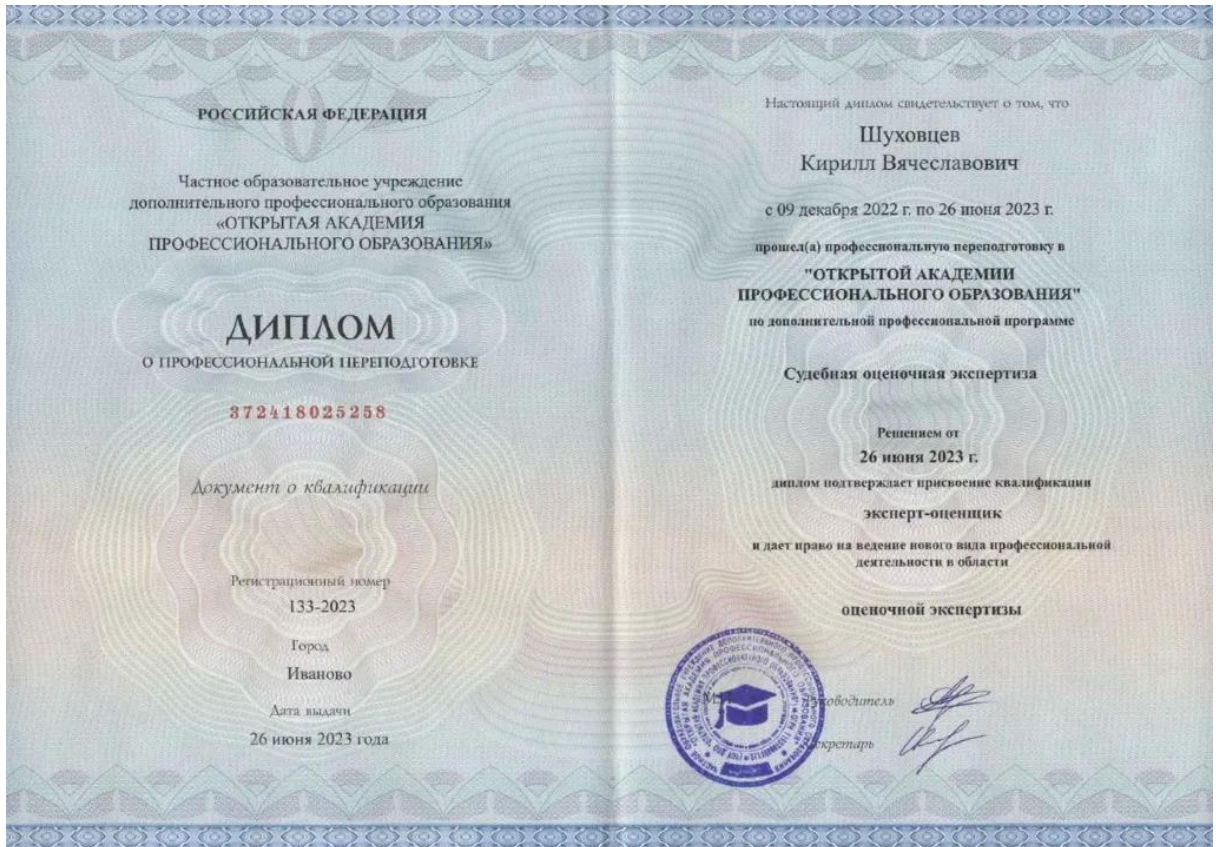 РОССИЙСКАЯ ФЕДЕРАЦИЯ
Частное образовательное учреждение
дополнительного профессионального образования
«ОТКРЫТАЯ АКАДЕМИЯ
ПРОФЕССИОНАЛЬНОГО ОБРАЗОВАНИЯ»
ДИПЛОМ
О ПРОФЕССИОНАЛЬНОЙ ПЕРЕПОДГОТОВКЕ
372418025258
Документ о квалификации
Регистрационный номер
133-2023
Город
Иваново
Дата выдачи
26 июня 2023 года
Настоящий диплом свидетельствует о том, что
Шуховцев
Кирилл Вячеславович
с 09 декабря 2022 г. по 26 июня 2023 г.
прошел(а) профессиональную переподготовку в
"ОТКРЫТОЙ АКАДЕМИИ
ПРОФЕССИОНАЛЬНОГО ОБРАЗОВАНИЯ"
по дополнительной профессиональной программе
Судебная оценочная экспертиза
Решением от
26 июня 2023 г.
диплом подтверждает присвоение квалификации
эксперт-оценщик
и дает право на ведение нового вида профессиональной
деятельности в области
оценочной экспертизы
Руководитель
Секретарь